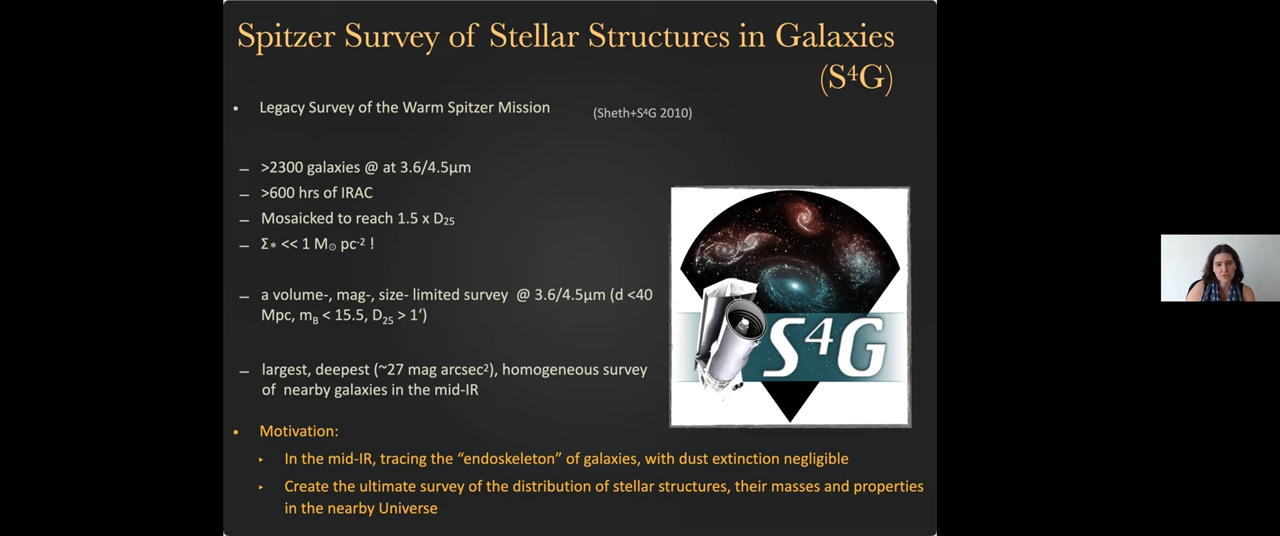 Spitzer Survey of Stellar Structures in Galaxies
(S⁴G)
• Legacy Survey of the Warm Spitzer Mission (Sheth+S⁴G 2010)
– >2300 galaxies @ at 3.6/4.5μm
– >600 hrs of IRAC
– Mosaicked to reach 1.5 x D₂₅
– Σ* << 1 M☉ pc⁻² !
– a volume-, mag-, size- limited survey @ 3.6/4.5μm (d <40
Mpc, mB < 15.5, D₂₅ > 1‘)
– largest, deepest (~27 mag arcsec²), homogeneous survey
of nearby galaxies in the mid-IR
S⁴G
• Motivation:
‣ In the mid-IR, tracing the “endoskeleton” of galaxies, with dust extinction negligible
‣ Create the ultimate survey of the distribution of stellar structures, their masses and properties
in the nearby Universe